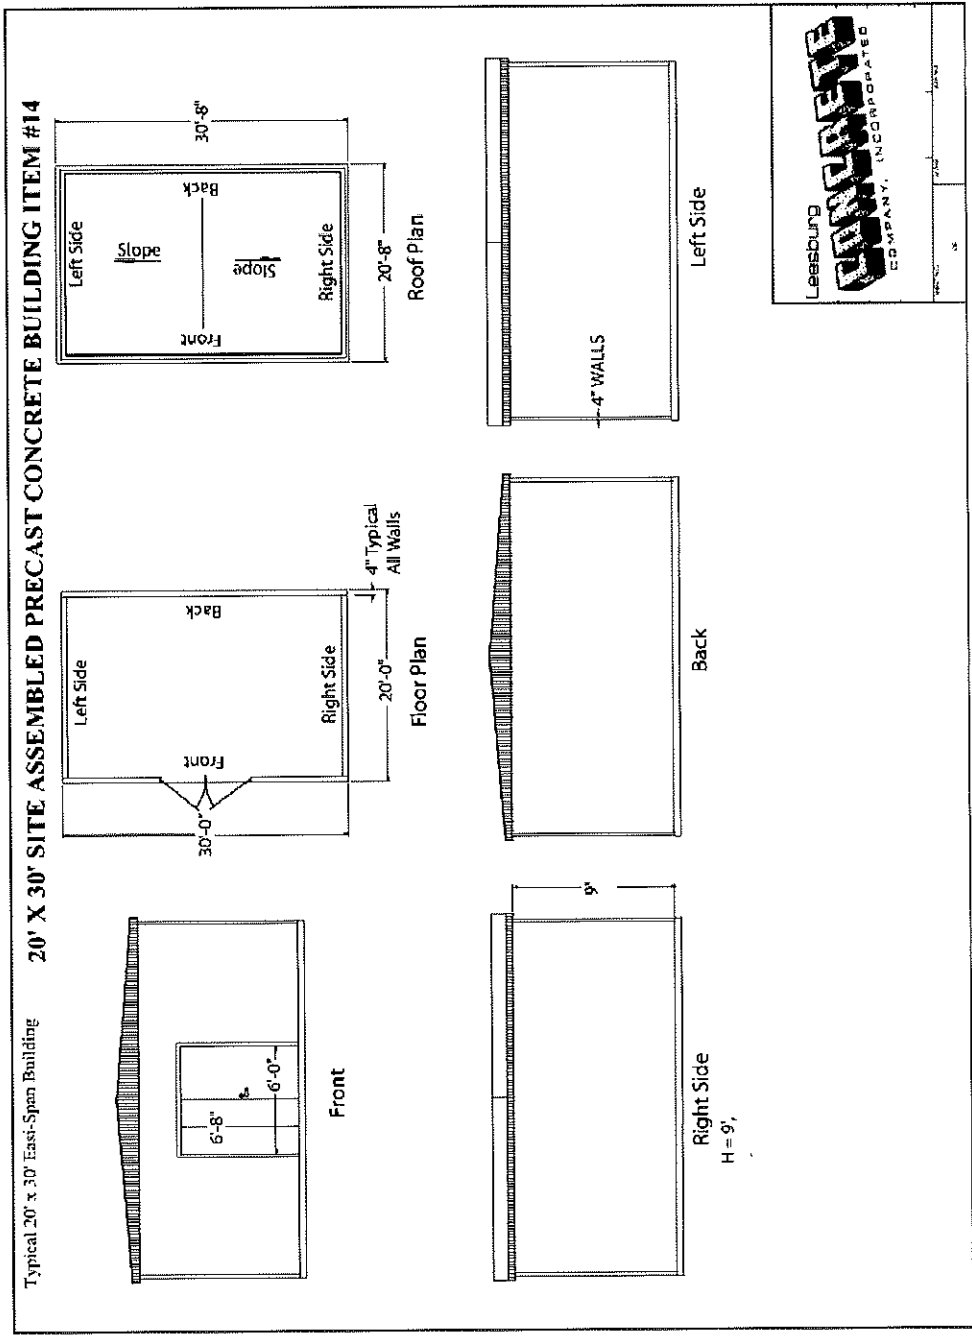 Typical 20' x 30' Easi-Span Building
20' X 30' SITE ASSEMBLED PRECAST CONCRETE BUILDING ITEM #14
6'-8"
6'-0"
Front
30'-0"
Left Side
Front
Back
Right Side
20'-0"
4" Typical
All Walls
Floor Plan
Left Side
Slope
Front
Back
Slope
Right Side
30'-8"
20'-8"
Roof Plan
9"
Right Side
H = 9',
Back
4" WALLS
Left Side
Leesburg
CONCRETE
COMPANY, INCORPORATED